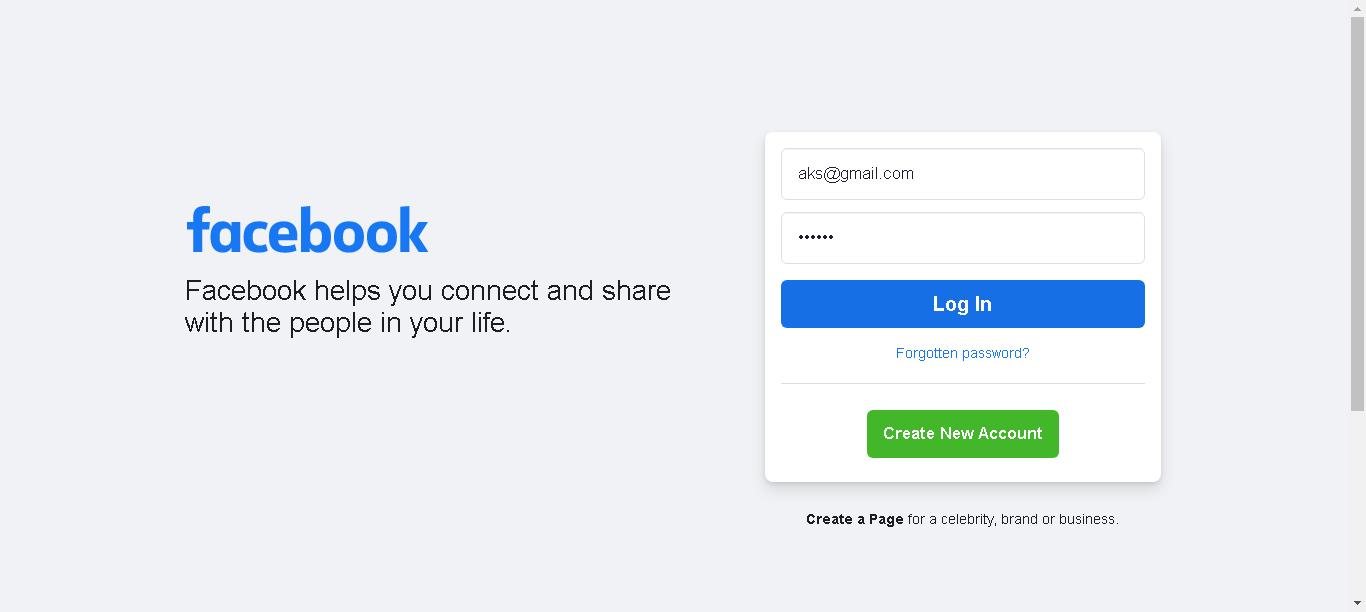 facebook
Facebook helps you connect and share
with the people in your life.
aks@gmail.com
••••••
Log In
Forgotten password?
Create New Account
Create a Page for a celebrity, brand or business.